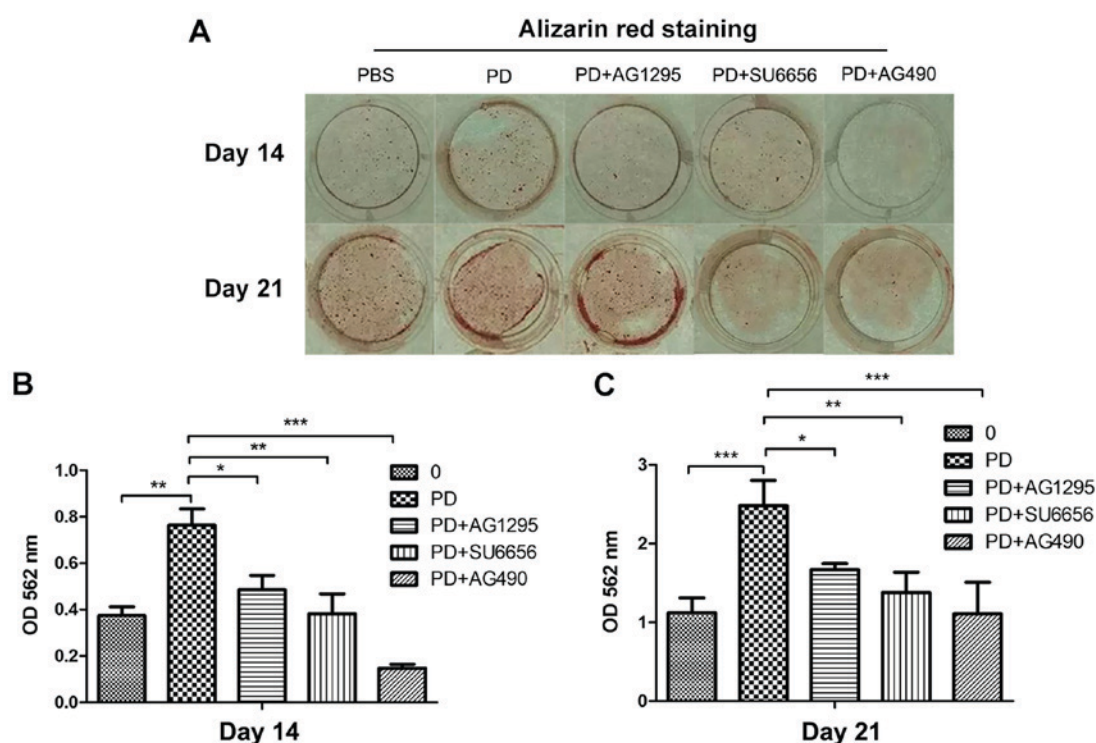 A
Alizarin red staining
PBS PD PD+AG1295 PD+SU6656 PD+AG490
Day 14
Day 21
B
***
**
*
**
0
PD
PD+AG1295
PD+SU6656
PD+AG490
OD 562 nm
1.0
0.8
0.6
0.4
0.2
0.0
Day 14
C
***
**
*
***
0
PD
PD+AG1295
PD+SU6656
PD+AG490
OD 562 nm
3
2
1
0
Day 21